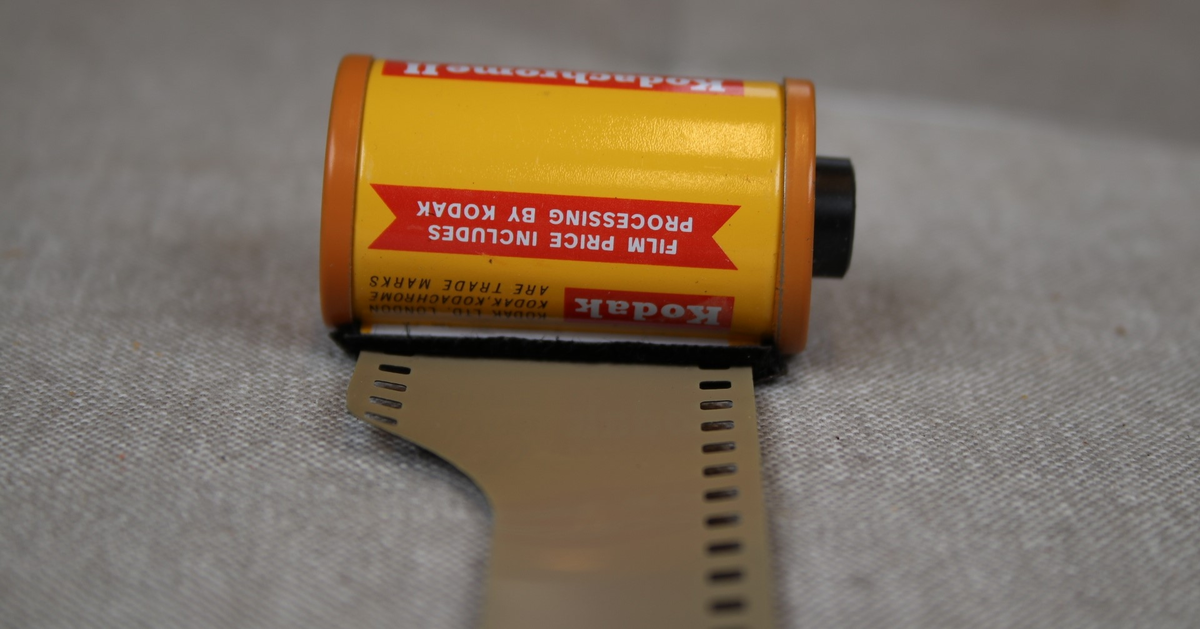 Kodak
KODAK LTD. LONDON
KODAK, KODACHROME
ARE TRADE MARKS
FILM PRICE INCLUDES
PROCESSING BY KODAK
Kodachrome II